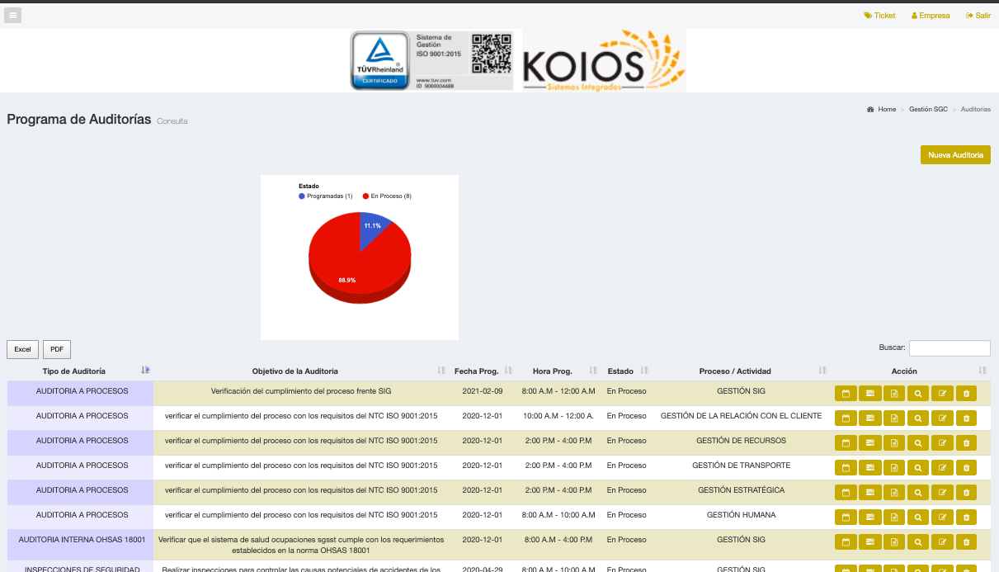 Ticket Empresa Salir
Sistema de
Gestión
ISO 9001:2015
TÜVRheinland
CERTIFICADO
www.tuv.com
ID 9000004488
KOIOS
Sistemas Integrados
Programa de Auditorías Consulta
Home > Gestión SGC > Auditorias
Nueva Auditoria
Estado
Programadas (1) En Proceso (8)
11.1%
88.9%
Excel PDF Buscar:
Tipo de Auditoría Objetivo de la Auditoria Fecha Prog. Hora Prog. Estado Proceso / Actividad Acción
AUDITORIA A PROCESOS Verificación del cumplimiento del proceso frente SIG 2021-02-09 8:00 A.M - 12:00 A.M En Proceso GESTIÓN SIG
AUDITORIA A PROCESOS verificar el cumplimiento del proceso con los requisitos del NTC ISO 9001:2015 2020-12-01 10:00 A.M - 12:00 A. En Proceso GESTIÓN DE LA RELACIÓN CON EL CLIENTE
AUDITORIA A PROCESOS verificar el cumplimiento del proceso con los requisitos del NTC ISO 9001:2015 2020-12-01 2:00 P.M - 4:00 P.M En Proceso GESTIÓN DE RECURSOS
AUDITORIA A PROCESOS verificar el cumplimiento del proceso con los requisitos del NTC ISO 9001:2015 2020-12-01 2:00 P.M - 4:00 P.M En Proceso GESTIÓN DE TRANSPORTE
AUDITORIA A PROCESOS verificar el cumplimiento del proceso con los requisitos del NTC ISO 9001:2015 2020-12-01 2:00 P.M - 4:00 P.M En Proceso GESTIÓN ESTRATÉGICA
AUDITORIA A PROCESOS verificar el cumplimiento del proceso con los requisitos del NTC ISO 9001:2015 2020-12-01 8:00 A.M - 10:00 A.M En Proceso GESTIÓN HUMANA
AUDITORIA INTERNA OHSAS 18001 Verificar que el sistema de salud ocupaciones sgsst cumple con los requerimientos 2020-12-01 8:00 A.M - 4:00 P.M En Proceso GESTIÓN SIG
establecidos en la norma OHSAS 18001
INSPECCIONES DE SEGURIDAD Realizar inspecciones para controlar las causas potenciales de accidentes de los 2020-04-29 8:00 A.M - 10:00 A.M En Proceso GESTIÓN SIG